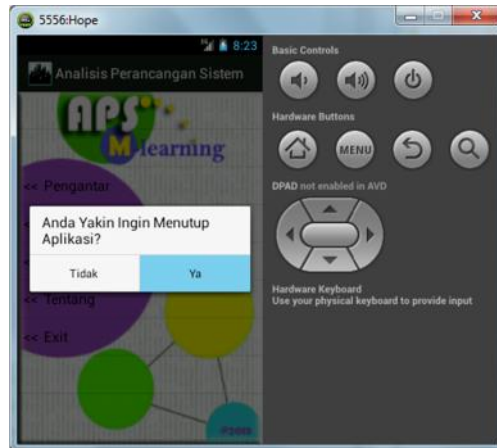 5556:Hope
8:23
Analisis Perancangan Sistem
APS
M-learning
<< Pengantar
Anda Yakin Ingin Menutup
Aplikasi?
Tidak
Ya
<< Tentang
<< Exit
Basic Controls
Hardware Buttons
MENU
DPAD not enabled in AVD
Hardware Keyboard
Use your physical keyboard to provide input